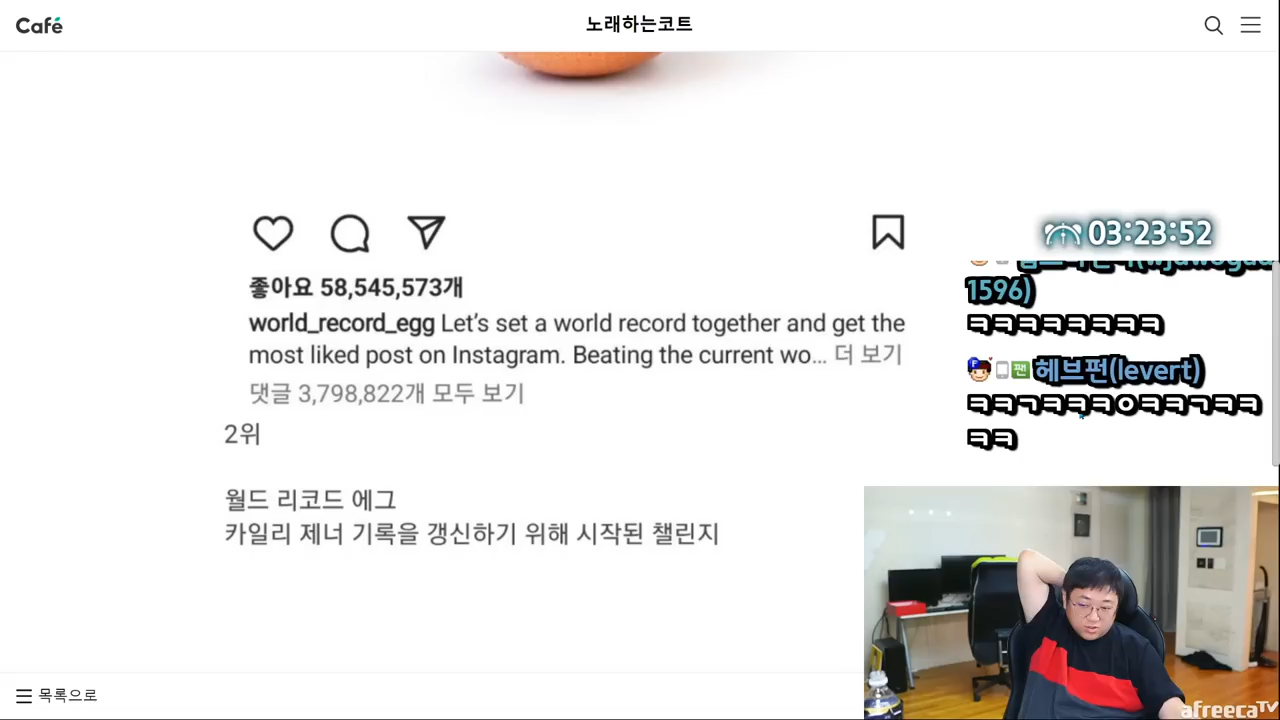 Café
노래하는코트
좋아요 58,545,573개
world_record_egg Let's set a world record together and get the
most liked post on Instagram. Beating the current wo... 더 보기
댓글 3,798,822개 모두 보기
2위
월드 리코드 에그
카일리 제너 기록을 갱신하기 위해 시작된 챌린지
목록으로
03:23:52
1596)
ㅋㅋㅋㅋㅋㅋㅋㅋ
팬 헤브펀(levert)
ㅋㅋㄱㅋㅋㅋㅇㅋㅋㄱㅋㅋ
ㅋㅋ
afreecaTV